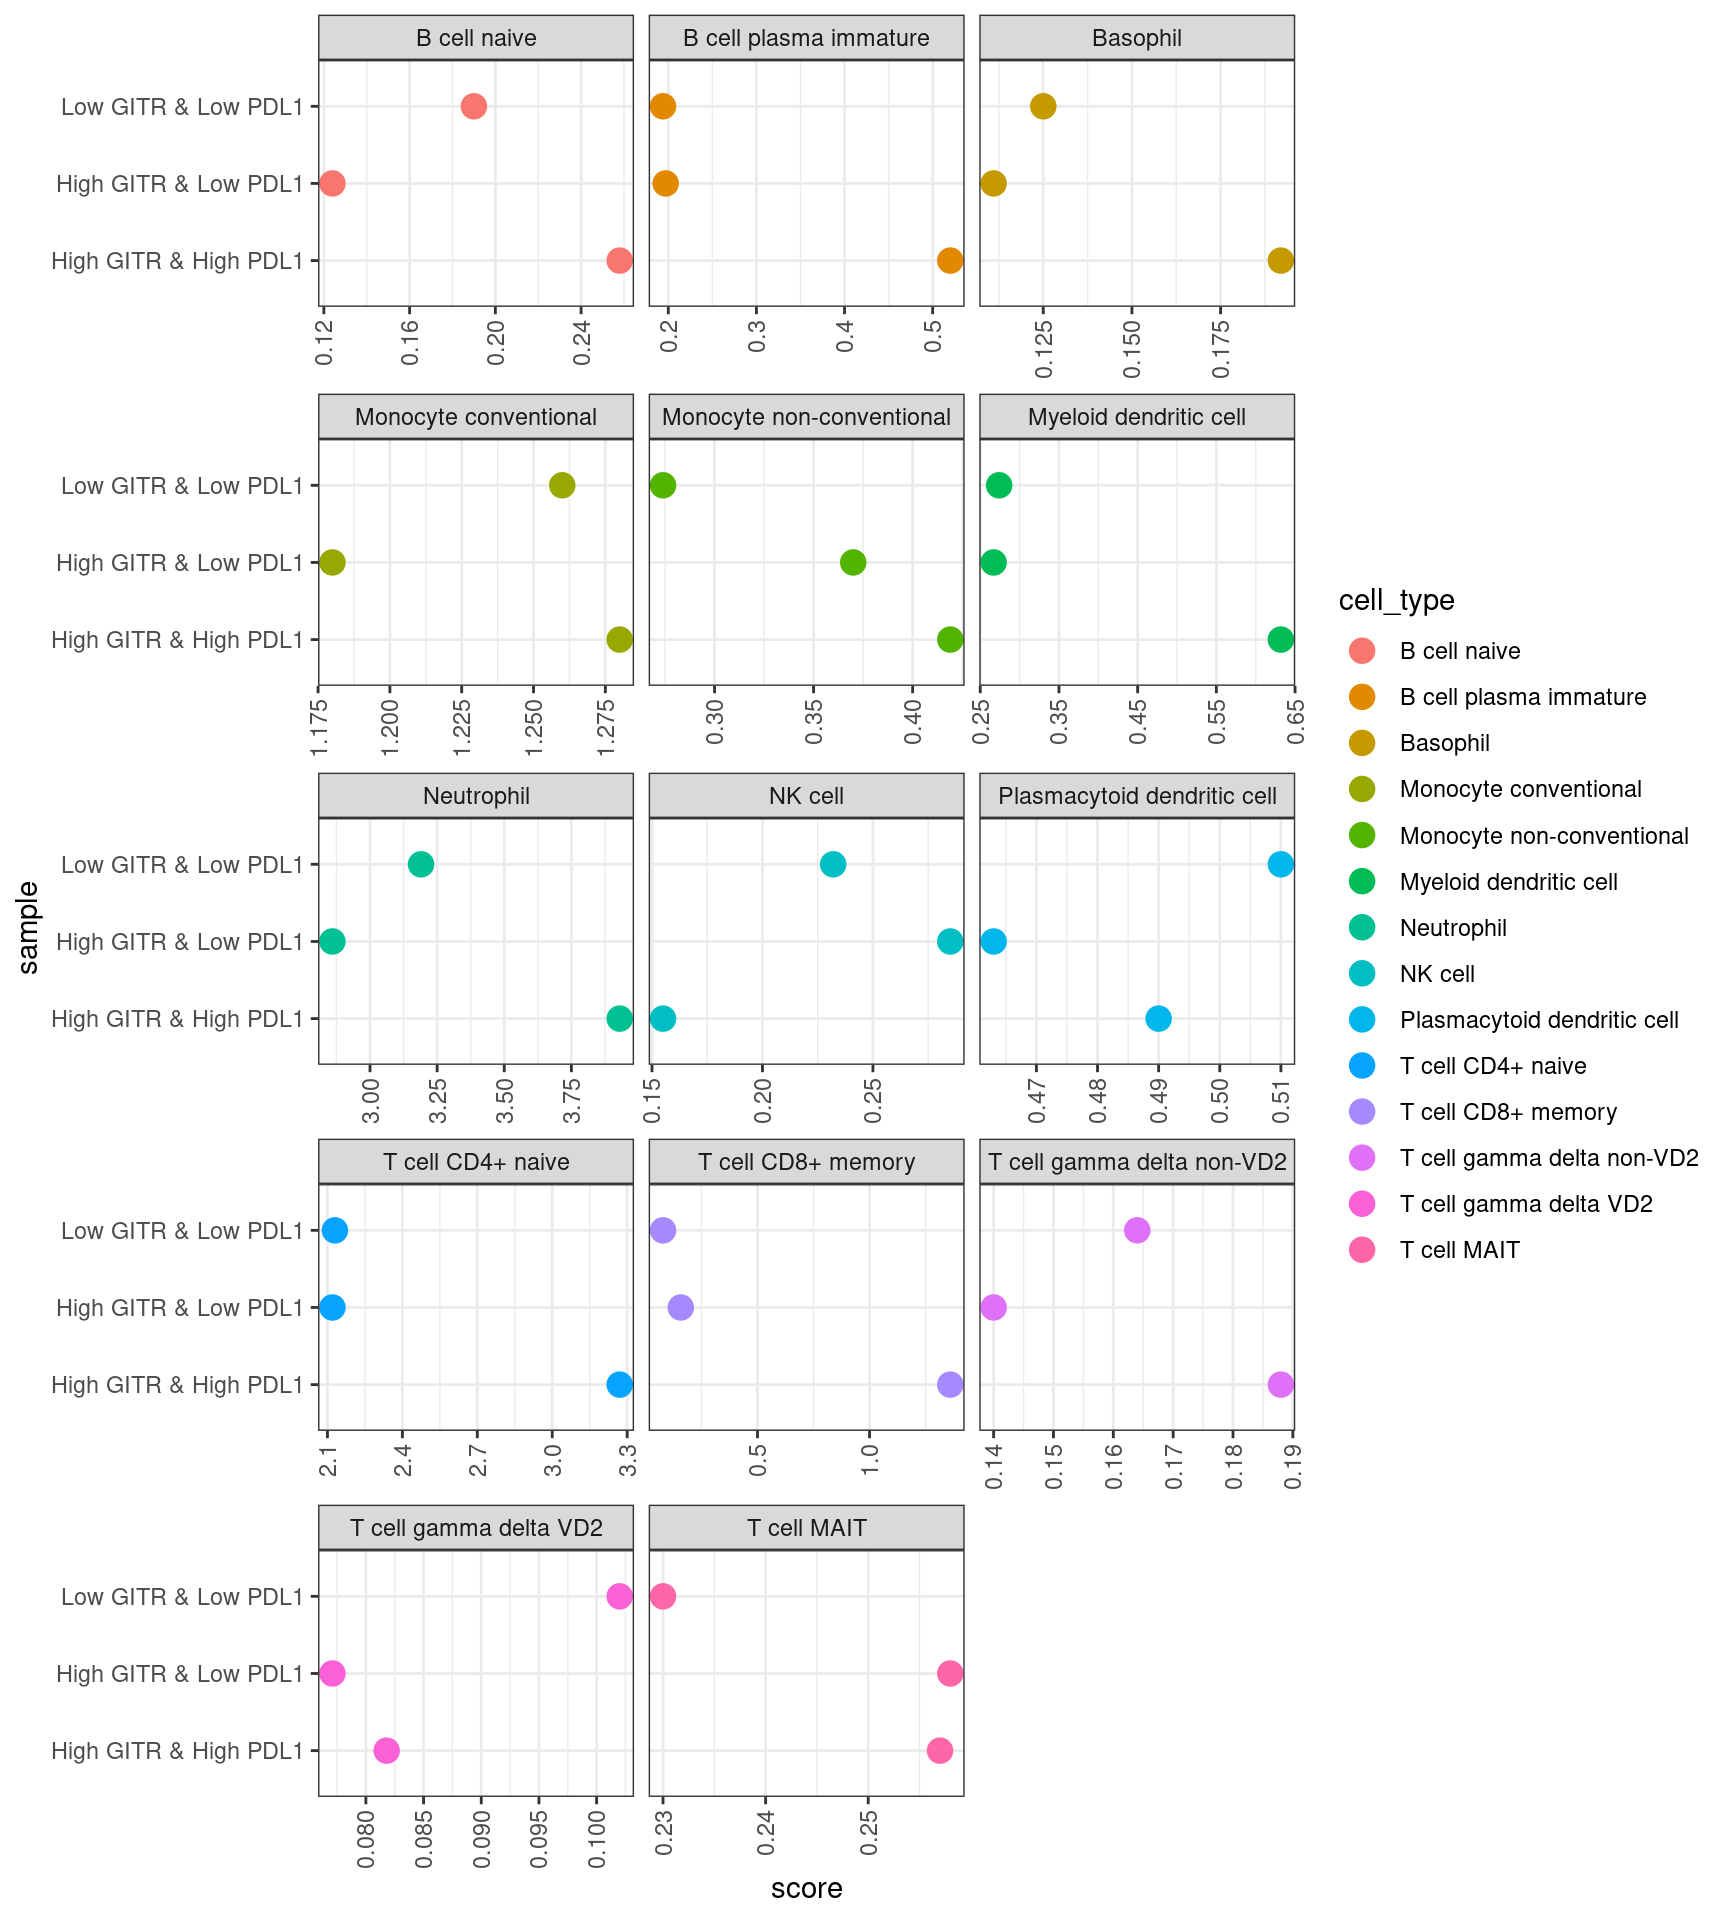 B cell naive
B cell plasma immature
Basophil
Low GITR & Low PDL1
High GITR & Low PDL1
High GITR & High PDL1
0.12 0.16 0.20 0.24
0.2 0.3 0.4 0.5
0.125 0.150 0.175
Monocyte conventional
Monocyte non-conventional
Myeloid dendritic cell
Low GITR & Low PDL1
High GITR & Low PDL1
High GITR & High PDL1
1.175 1.200 1.225 1.250 1.275
0.30 0.35 0.40
0.25 0.35 0.45 0.55 0.65
Neutrophil
NK cell
Plasmacytoid dendritic cell
Low GITR & Low PDL1
High GITR & Low PDL1
High GITR & High PDL1
3.00 3.25 3.50 3.75
0.15 0.20 0.25
0.47 0.48 0.49 0.50 0.51
T cell CD4+ naive
T cell CD8+ memory
T cell gamma delta non-VD2
Low GITR & Low PDL1
High GITR & Low PDL1
High GITR & High PDL1
2.1 2.4 2.7 3.0 3.3
0.5 1.0
0.14 0.15 0.16 0.17 0.18 0.19
T cell gamma delta VD2
T cell MAIT
Low GITR & Low PDL1
High GITR & Low PDL1
High GITR & High PDL1
0.080 0.085 0.090 0.095 0.100
0.23 0.24 0.25
score
sample
cell_type
B cell naive
B cell plasma immature
Basophil
Monocyte conventional
Monocyte non-conventional
Myeloid dendritic cell
Neutrophil
NK cell
Plasmacytoid dendritic cell
T cell CD4+ naive
T cell CD8+ memory
T cell gamma delta non-VD2
T cell gamma delta VD2
T cell MAIT